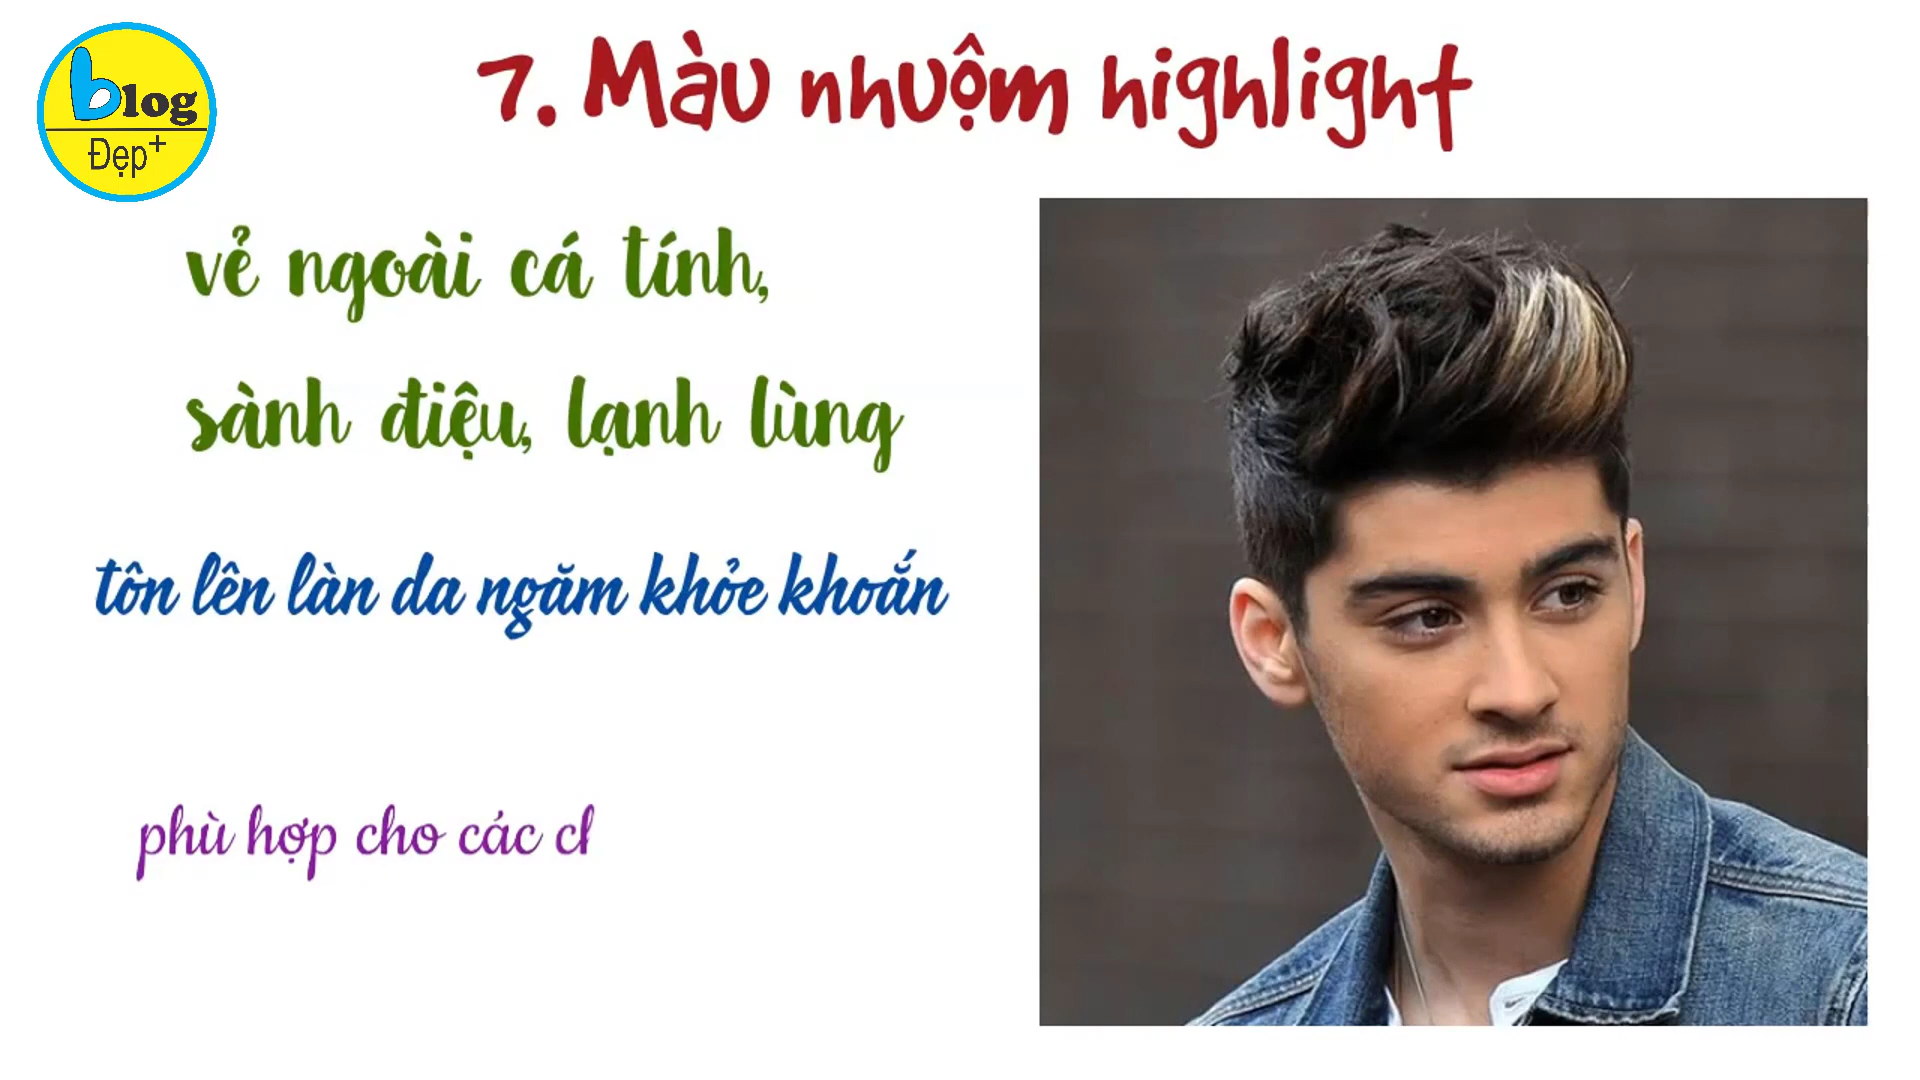 blog
Đẹp+
7. Màu nhuộm highlight
vẻ ngoài cá tính,
sành điệu, lạnh lùng
tôn lên làn da ngăm khỏe khoắn
phù hợp cho các